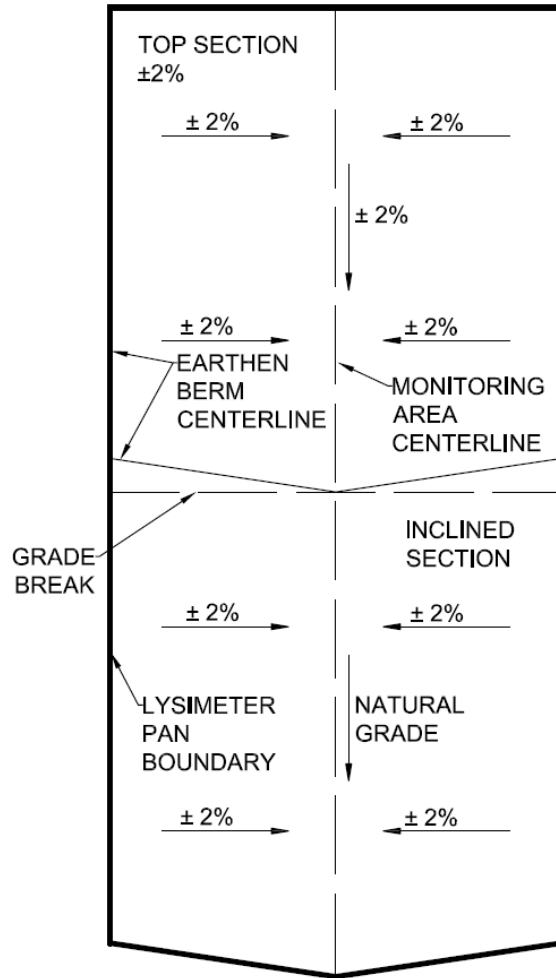 TOP SECTION
±2%
± 2%
± 2%
± 2%
± 2%
± 2%
EARTHEN
BERM
CENTERLINE
MONITORING
AREA
CENTERLINE
GRADE
BREAK
INCLINED
SECTION
± 2%
± 2%
LYSIMETER
PAN
BOUNDARY
NATURAL
GRADE
± 2%
± 2%